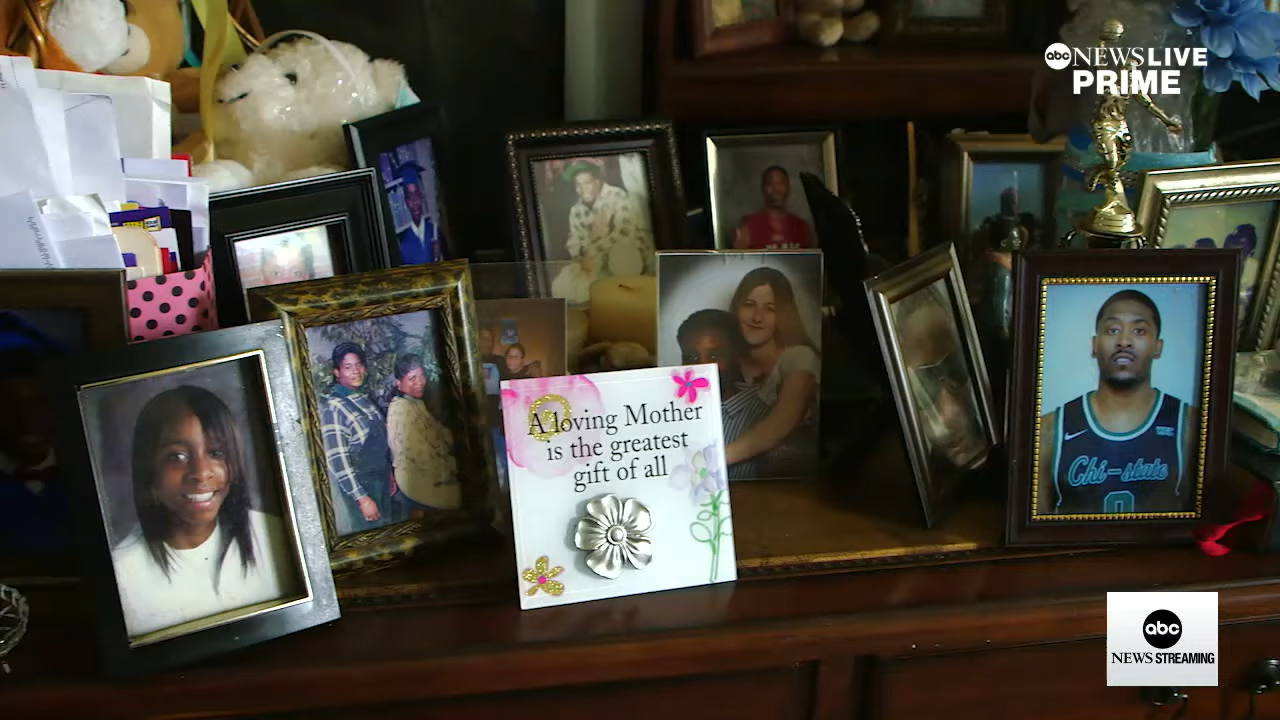 abc NEWS LIVE
PRIME
A loving Mother
is the greatest
gift of all
Chi-state
0
abc
NEWS STREAMING